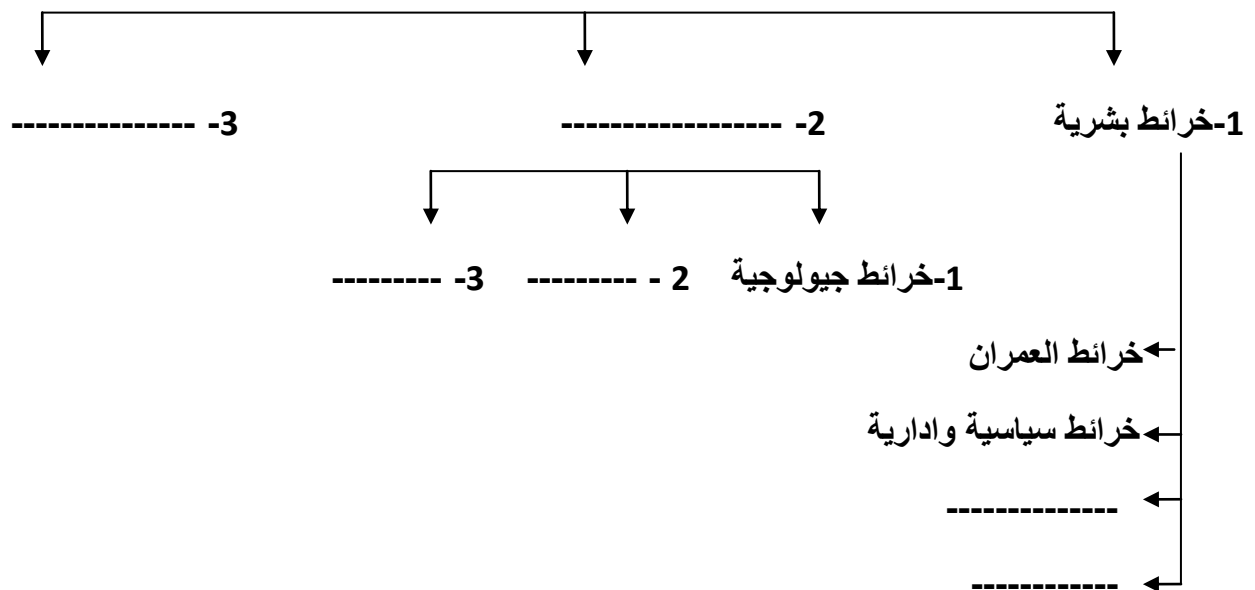 1-خرائط بشرية 2- ------------------ 3- ---------------
1-خرائط جيولوجية 2 - --------- 3- ---------
خرائط العمران
خرائط سياسية وادارية
--------------
------------